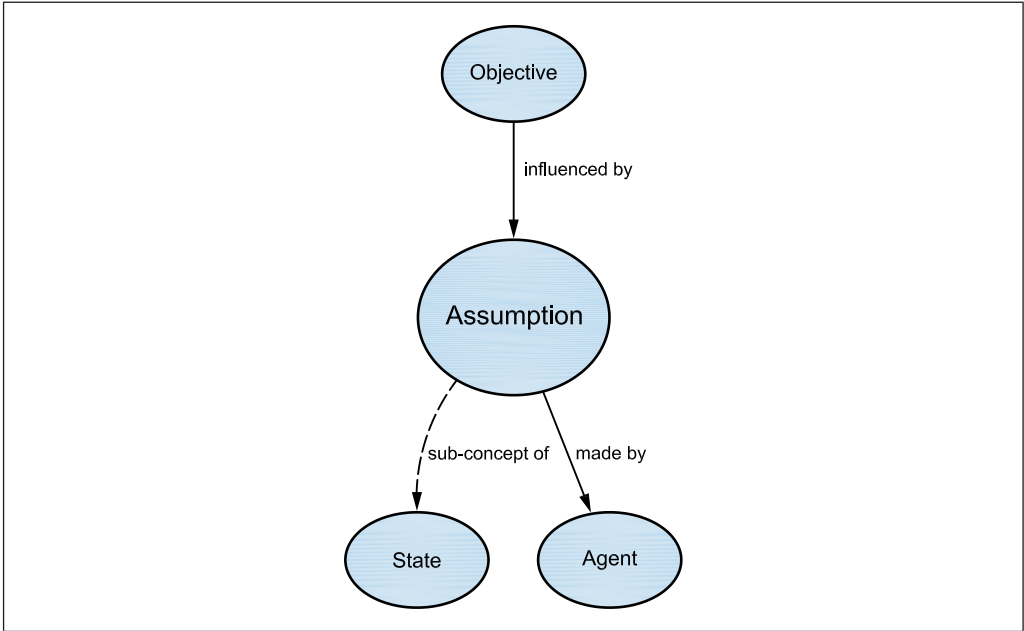 Objective
influenced by
Assumption
sub-concept of
made by
State
Agent